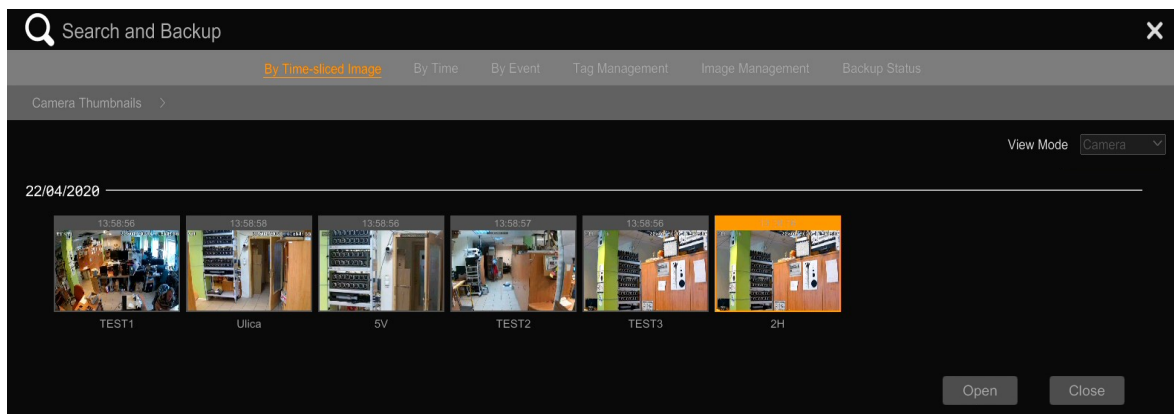 Search and Backup
By Time-sliced Image By Time By Event Tag Management Image Management Backup Status
Camera Thumbnails >
View Mode Camera
22/04/2020
13:58:56 13:58:58 13:58:56 13:58:57 13:58:56
TEST1 Ulica 5V TEST2 TEST3 2H
Open Close